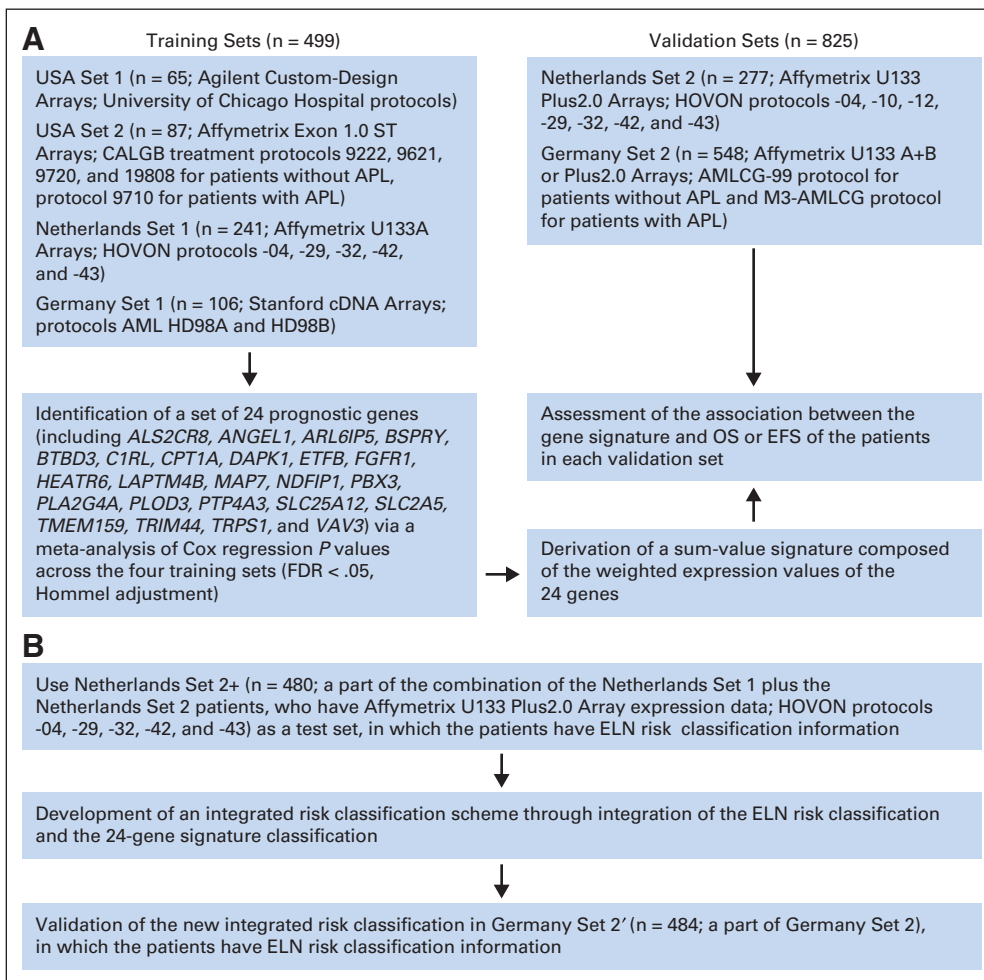 A
Training Sets (n = 499)
USA Set 1 (n = 65; Agilent Custom-Design
Arrays; University of Chicago Hospital protocols)
USA Set 2 (n = 87; Affymetrix Exon 1.0 ST
Arrays; CALGB treatment protocols 9222, 9621,
9720, and 19808 for patients without APL,
protocol 9710 for patients with APL)
Netherlands Set 1 (n = 241; Affymetrix U133A
Arrays; HOVON protocols -04, -29, -32, -42,
and -43)
Germany Set 1 (n = 106; Stanford cDNA Arrays;
protocols AML HD98A and HD98B)
Validation Sets (n = 825)
Netherlands Set 2 (n = 277; Affymetrix U133
Plus2.0 Arrays; HOVON protocols -04, -10, -12,
-29, -32, -42, and -43)
Germany Set 2 (n = 548; Affymetrix U133 A+B
or Plus2.0 Arrays; AMLCG-99 protocol for
patients without APL and M3-AMLCG protocol
for patients with APL)
Identification of a set of 24 prognostic genes
(including ALS2CR8, ANGEL1, ARL6IP5, BSPRY,
BTBD3, C1RL, CPT1A, DAPK1, ETFB, FGFR1,
HEATR6, LAPTM4B, MAP7, NDFIP1, PBX3,
PLA2G4A, PLOD3, PTP4A3, SLC25A12, SLC2A5,
TMEM159, TRIM44, TRPS1, and VAV3) via a
meta-analysis of Cox regression P values
across the four training sets (FDR < .05,
Hommel adjustment)
Assessment of the association between the
gene signature and OS or EFS of the patients
in each validation set
Derivation of a sum-value signature composed
of the weighted expression values of the
24 genes
B
Use Netherlands Set 2+ (n = 480; a part of the combination of the Netherlands Set 1 plus the
Netherlands Set 2 patients, who have Affymetrix U133 Plus2.0 Array expression data; HOVON protocols
-04, -29, -32, -42, and -43) as a test set, in which the patients have ELN risk classification information
Development of an integrated risk classification scheme through integration of the ELN risk classification
and the 24-gene signature classification
Validation of the new integrated risk classification in Germany Set 2′ (n = 484; a part of Germany Set 2),
in which the patients have ELN risk classification information